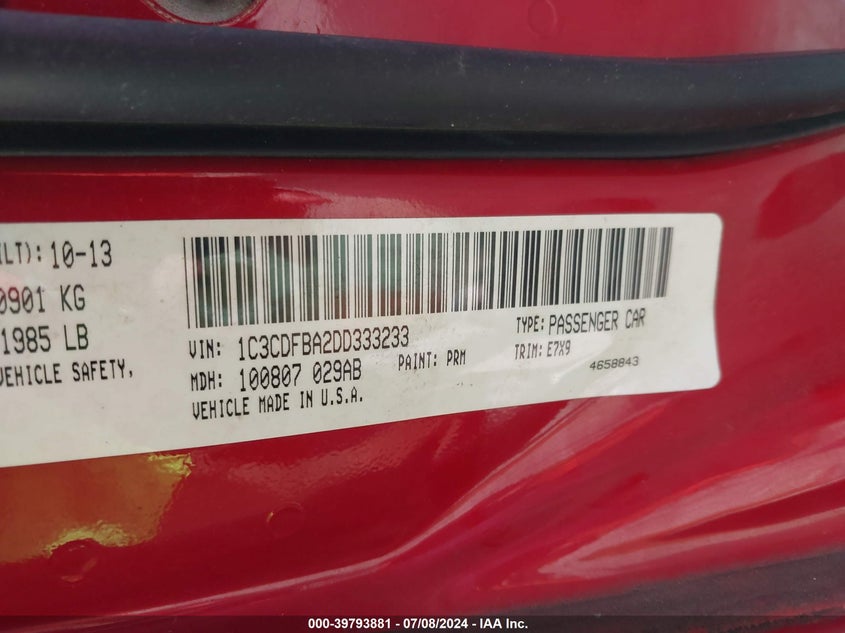 ILT): 10-13
0901 KG
1985 LB
VEHICLE SAFETY,
VIN: 1C3CDFBA2DD333233
TYPE: PASSENGER CAR
MDH: 100807 029AB
PAINT: PRM
TRIM: E7X9
VEHICLE MADE IN U.S.A.
4658843
000-39793881 / 07/08/2024 - IAA Inc.